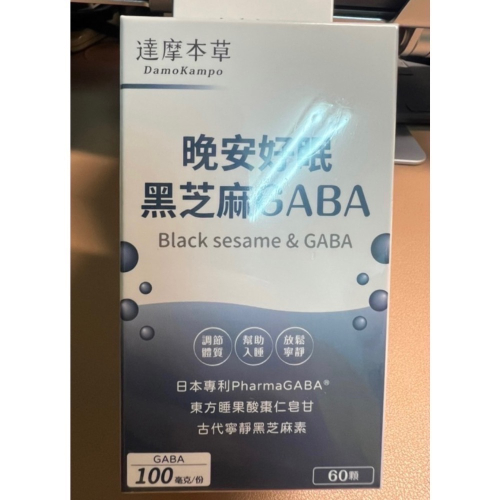 達摩本草
DamoKampo
晚安好眠
黑芝麻GABA
Black sesame & GABA
調節
體質
幫助
入睡
放鬆
寧靜
日本專利PharmaGABA®
東方睡果酸棗仁皂甘
古代寧靜黑芝麻素
GABA
100毫克/份
60顆